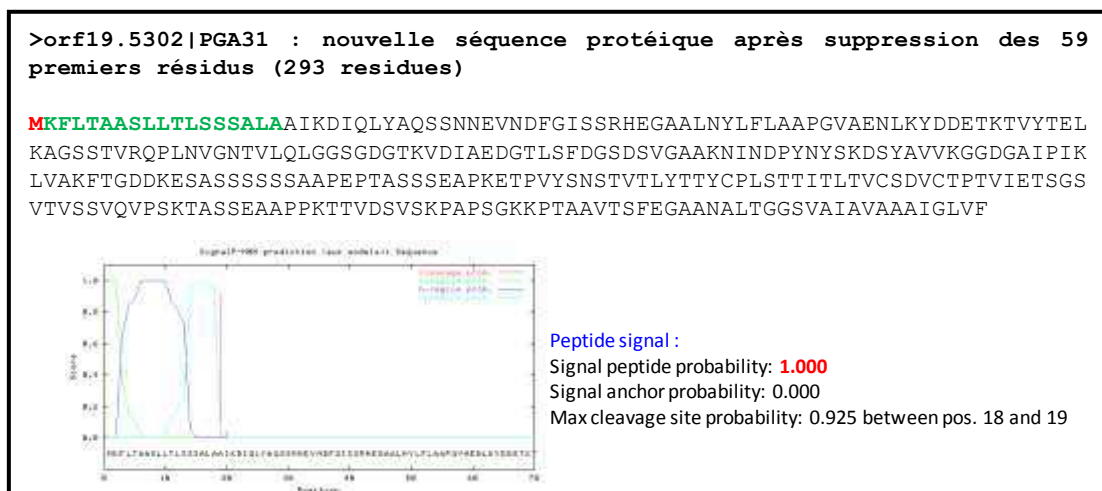 >orf19.5302|PGA31 : nouvelle séquence protéique après suppression des 59
premiers résidus (293 residues)
MKFLTAASLLTLSSSALAAIKDIQLYAQSSNNEVNDFGISSRHEGAALNYLFLAAPGVAENLKYDDETKTVYTEL
KAGSSTVRQPLNVGNTVLQLGGSGDGTKVDIAEDGTLSFDGSDSVGAAKNINDPYNYSKDSYAVVKGGDGAIPIK
LVAKFTGDDKESASSSSSSAAPEPTASSSEAPKETPVYSNSTVTLYTTYCPLSTTITLTVCSDVCTPTVIETSGS
VTVSSVQVPSKTASSEAAPPKTTVDSVSKPAPSGKKPTAAVTSFEGAANALTGGSVAIAVAAAIGLVF
Score
Peptide signal :
Signal peptide probability: 1.000
Signal anchor probability: 0.000
Max cleavage site probability: 0.925 between pos. 18 and 19